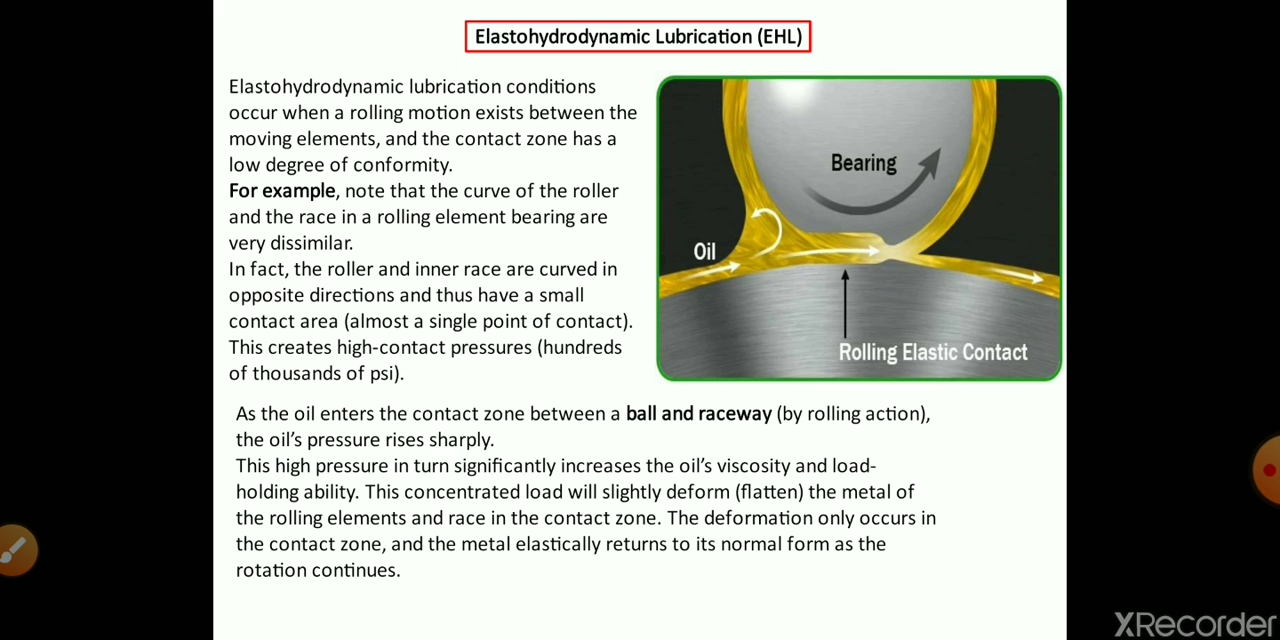 Elastohydrodynamic Lubrication (EHL)
Elastohydrodynamic lubrication conditions
occur when a rolling motion exists between the
moving elements, and the contact zone has a
low degree of conformity.
For example, note that the curve of the roller
and the race in a rolling element bearing are
very dissimilar.
In fact, the roller and inner race are curved in
opposite directions and thus have a small
contact area (almost a single point of contact).
This creates high-contact pressures (hundreds
of thousands of psi).
Bearing
Oil
Rolling Elastic Contact
As the oil enters the contact zone between a ball and raceway (by rolling action),
the oil's pressure rises sharply.
This high pressure in turn significantly increases the oil's viscosity and load-
holding ability. This concentrated load will slightly deform (flatten) the metal of
the rolling elements and race in the contact zone. The deformation only occurs in
the contact zone, and the metal elastically returns to its normal form as the
rotation continues.
XRecorder